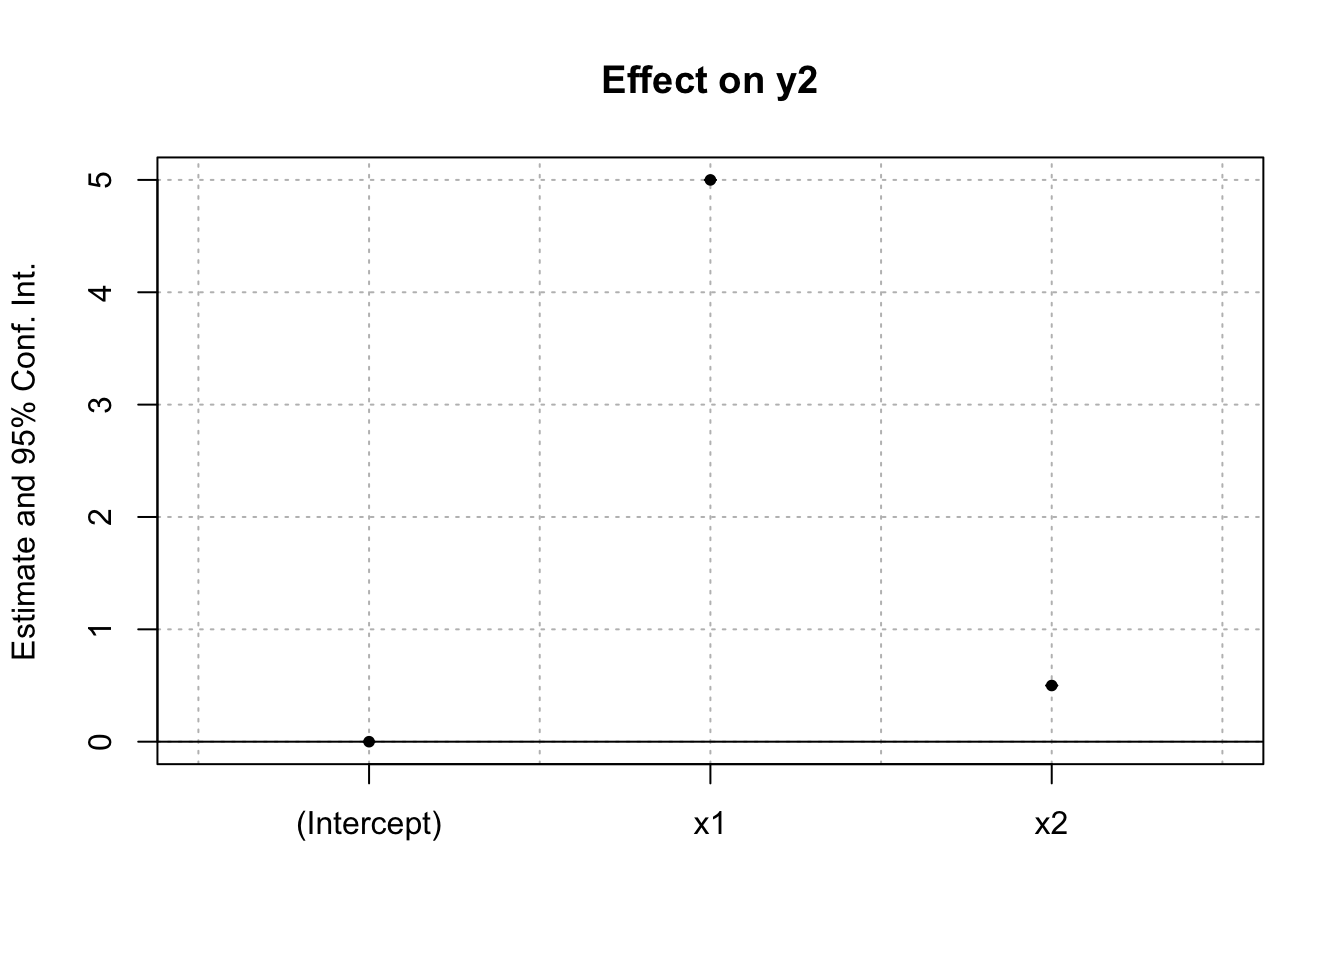 Effect on y2
Estimate and 95% Conf. Int.
5
4
3
2
1
0
(Intercept) x1 x2